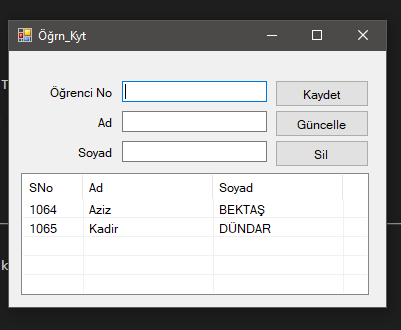 Öğrn_Kyt
T
Öğrenci No Kaydet
Ad Güncelle
Soyad Sil
SNo Ad Soyad
1064 Aziz BEKTAŞ
1065 Kadir DÜNDAR
k